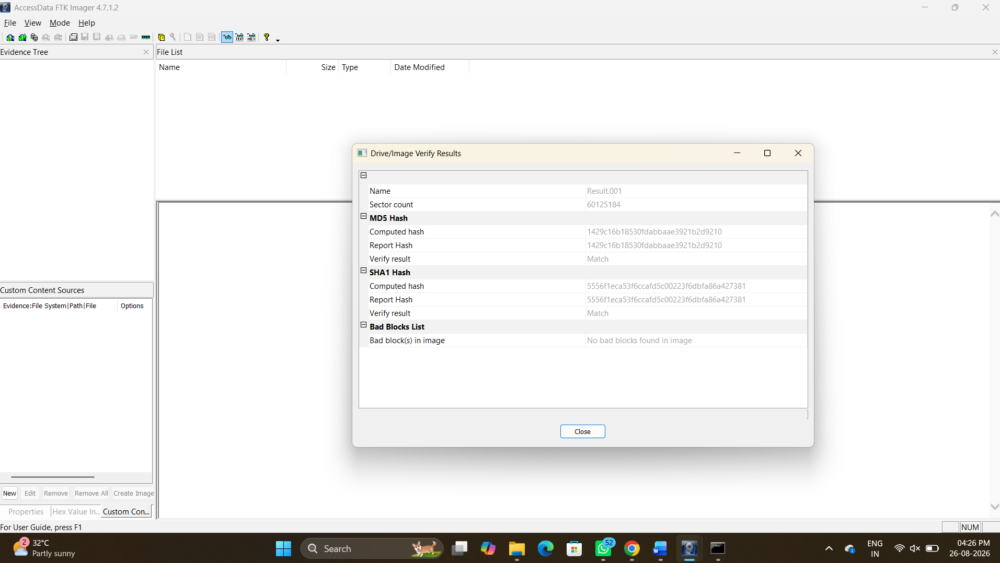 AccessData FTK Imager 4.7.1.2
File View Mode Help
Evidence Tree
File List
Name Size Type Date Modified
Drive/Image Verify Results
Name Result.001
Sector count 60125184
MD5 Hash
Computed hash 1429c16b18530fdabbaae3921b2d9210
Report Hash 1429c16b18530fdabbaae3921b2d9210
Verify result Match
SHA1 Hash
Computed hash 5556f1eca53f6ccafd5c00223f6dbfa86a427381
Report Hash 5556f1eca53f6ccafd5c00223f6dbfa86a427381
Verify result Match
Bad Blocks List
Bad block(s) in image No bad blocks found in image
Close
Custom Content Sources
Evidence:File System|Path|File Options
New Edit Remove Remove All Create Image
Properties Hex Value In... Custom Con...
For User Guide, press F1
NUM
2
32°C
Partly sunny
Search
52
ENG
IN
04:26 PM
26-08-2026